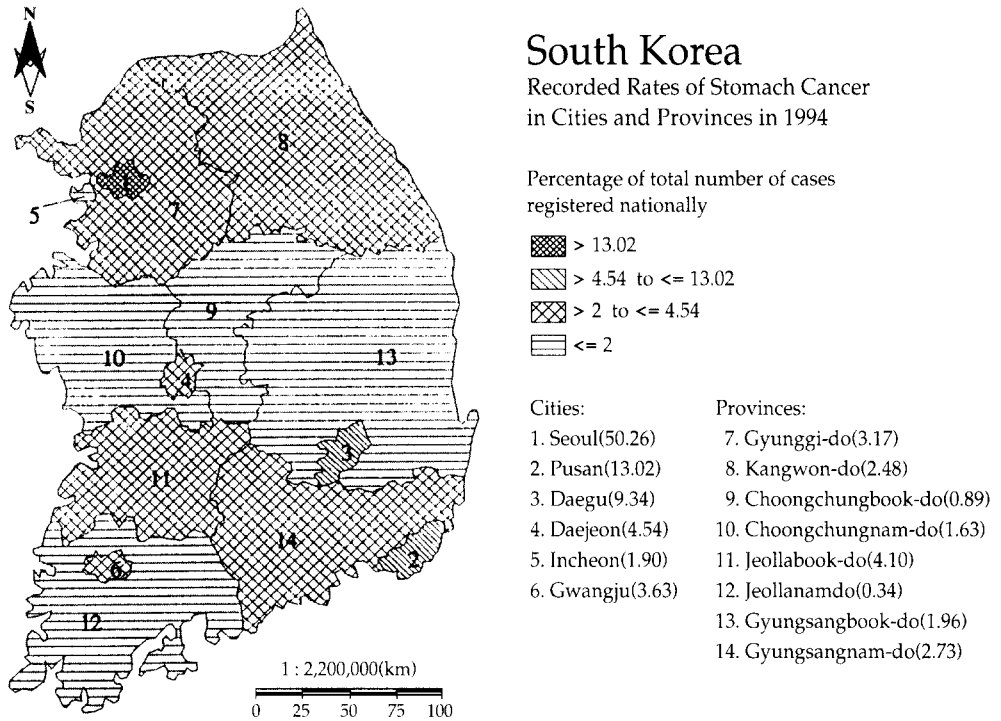 N
S
South Korea
Recorded Rates of Stomach Cancer
in Cities and Provinces in 1994
Percentage of total number of cases
registered nationally
> 13.02
> 4.54 to <= 13.02
> 2 to <= 4.54
<= 2
Cities:
1. Seoul(50.26)
2. Pusan(13.02)
3. Daegu(9.34)
4. Daejeon(4.54)
5. Incheon(1.90)
6. Gwangju(3.63)
Provinces:
7. Gyunggi-do(3.17)
8. Kangwon-do(2.48)
9. Choongchungbook-do(0.89)
10. Choongchungnam-do(1.63)
11. Jeollabook-do(4.10)
12. Jeollanamdo(0.34)
13. Gyungsangbook-do(1.96)
14. Gyungsangnam-do(2.73)
8
1
5
7
9
10
13
4
3
11
14
2
6
12
1 : 2,200,000(km)
0 25 50 75 100